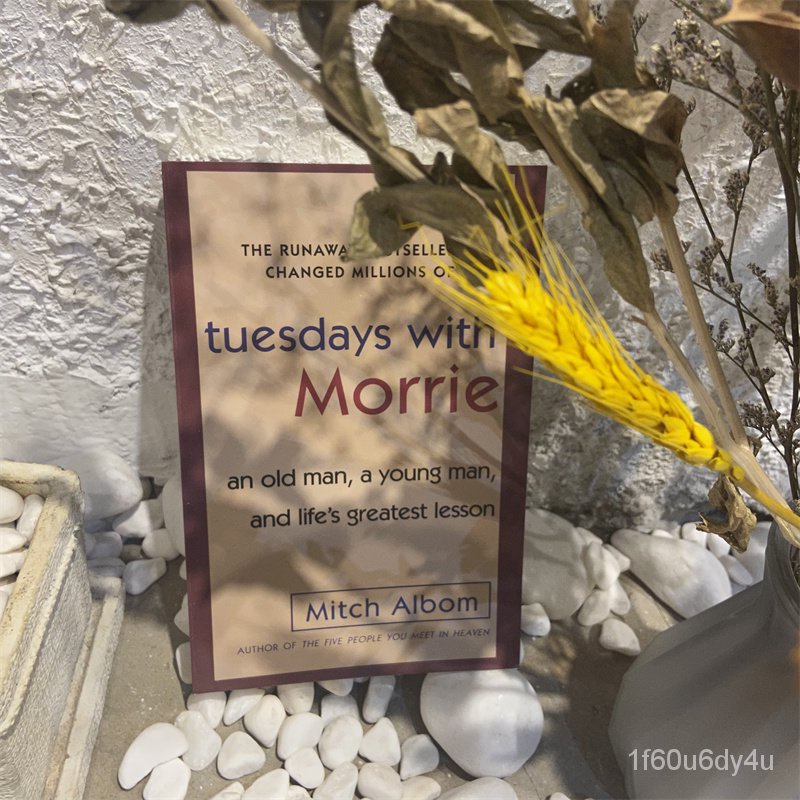 THE RUNAWA
CHANGED MILLIONS OF
tuesdays with
Morrie
an old man, a young man,
and life's greatest lesson
Mitch Albom
AUTHOR OF THE FIVE PEOPLE YOU MEET IN HEAVEN
1f60u6dy4u